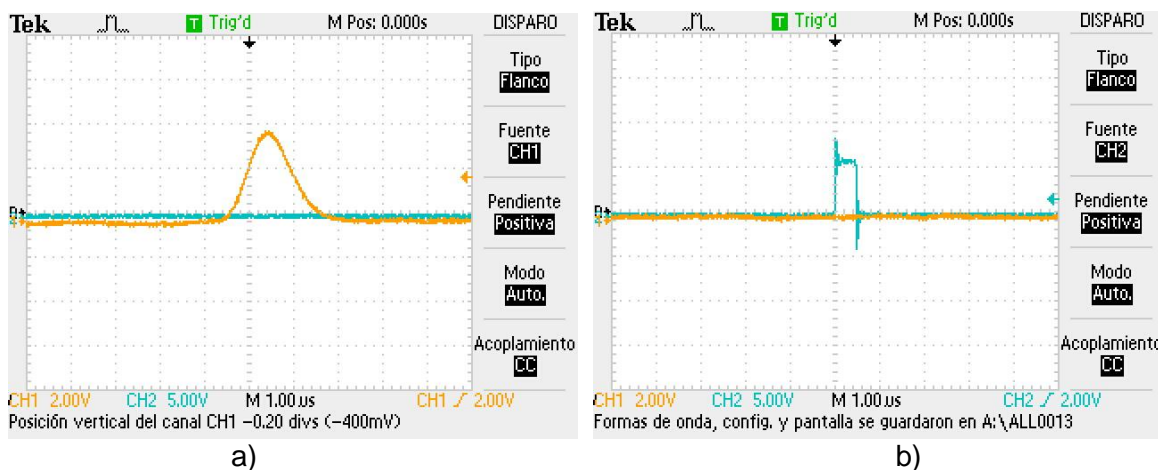 Tek Trig'd M Pos: 0.000s DISPARO
Tipo
Flanco
Fuente
CH1
Pendiente
Positiva
Modo
Auto.
Acoplamiento
CC
CH1 2.00V CH2 5.00V M 1.00µs CH1 2.00V
Posición vertical del canal CH1 -0.20 divs (-400mV)
a)
Tek Trig'd M Pos: 0.000s DISPARO
Tipo
Flanco
Fuente
CH2
Pendiente
Positiva
Modo
Auto.
Acoplamiento
CC
CH1 2.00V CH2 5.00V M 1.00µs CH2 2.00V
Formas de onda, config. y pantalla se guardaron en A:\ALL0013
b)